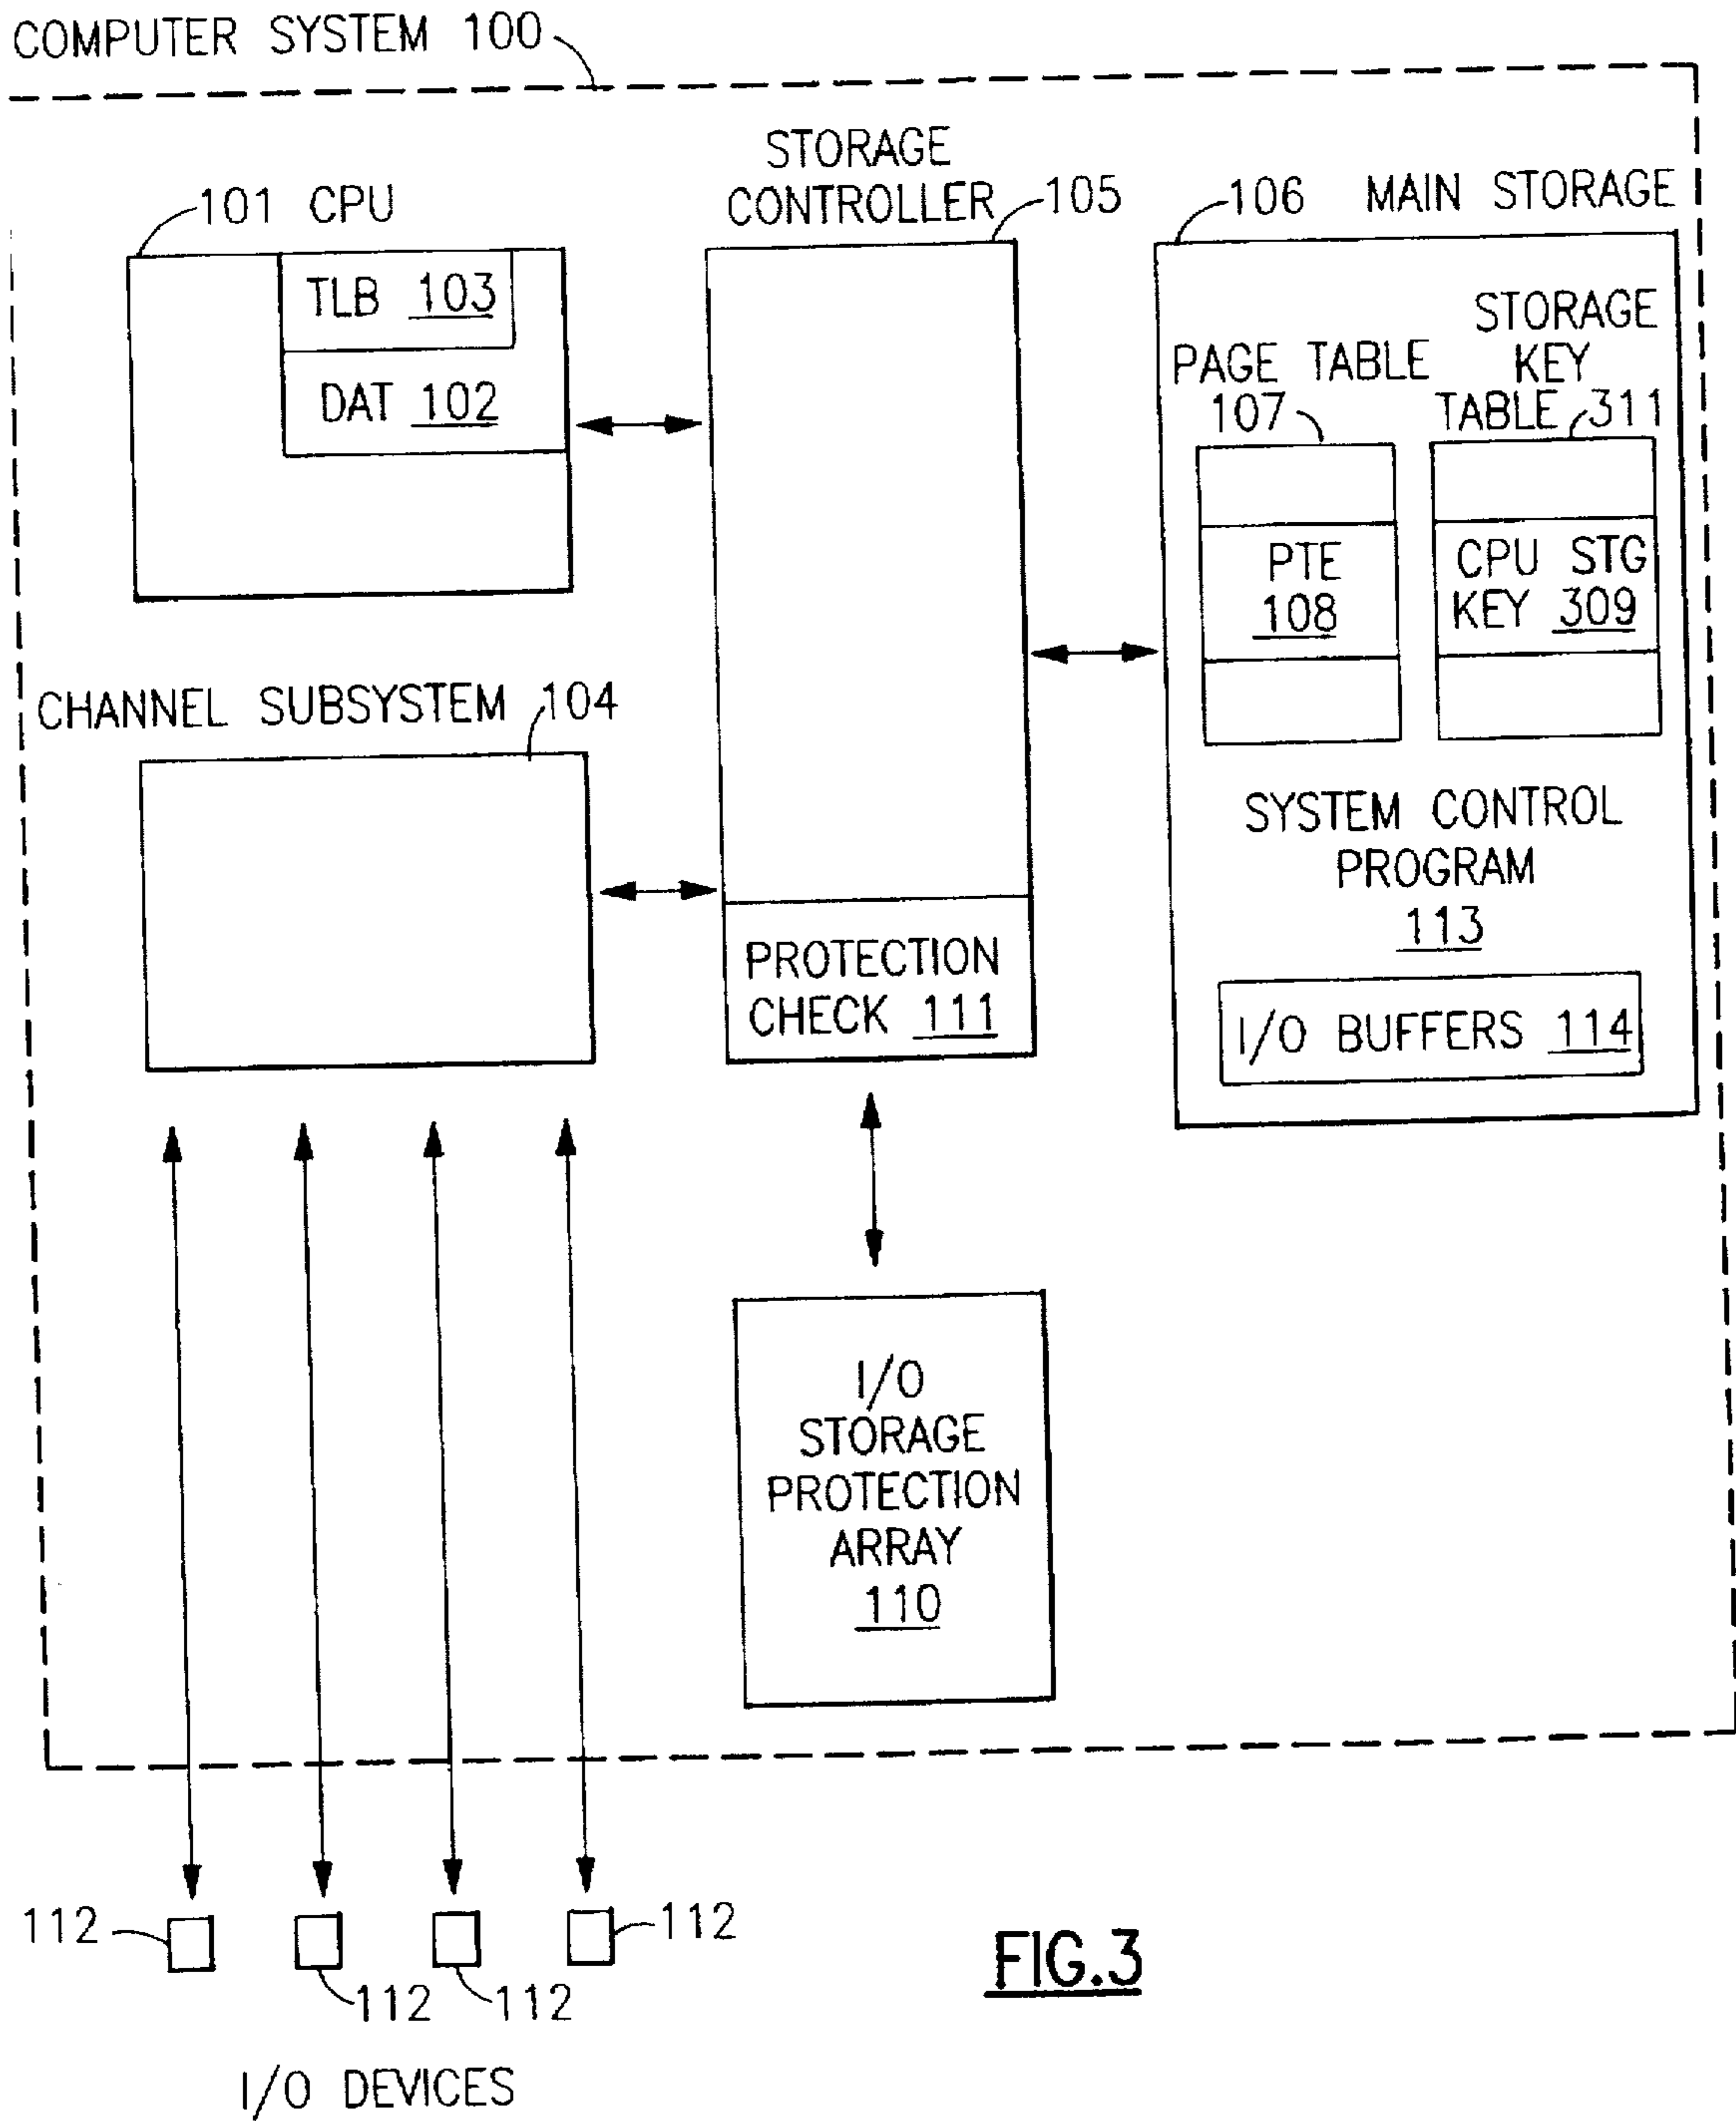 COMPUTER SYSTEM 100
STORAGE
CONTROLLER 105
101 CPU
TLB 103
DAT 102
106 MAIN STORAGE
PAGE TABLE
107
STORAGE
KEY
TABLE 311
PTE
108
CPU STG
KEY 309
CHANNEL SUBSYSTEM 104
SYSTEM CONTROL
PROGRAM
113
PROTECTION
CHECK 111
I/O BUFFERS 114
I/O
STORAGE
PROTECTION
ARRAY
110
112
112
112
112
I/O DEVICES
FIG.3